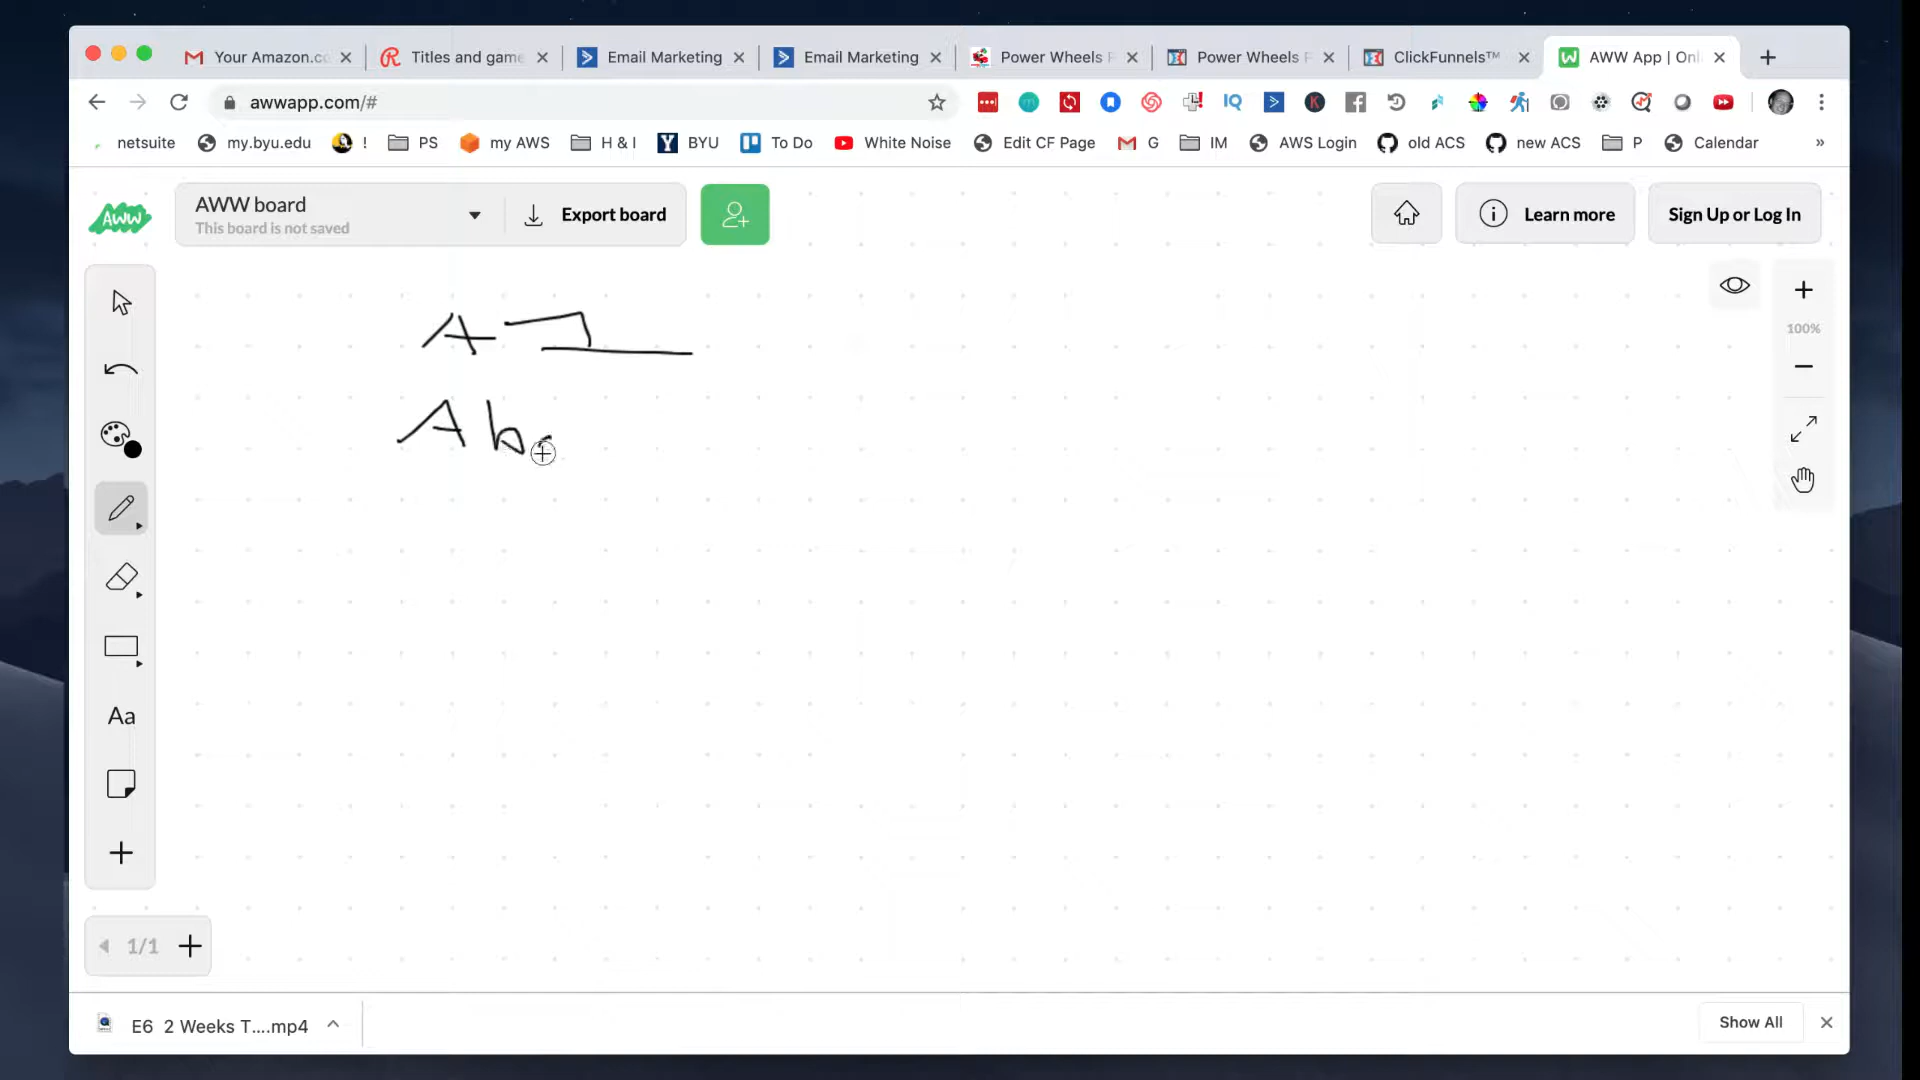 Your Amazon.co Titles and game Email Marketing Email Marketing Power Wheels F Power Wheels F ClickFunnels™ AWW App | Onli
awwapp.com/#
netsuite my.byu.edu ! PS my AWS H & I BYU To Do White Noise Edit CF Page G IM AWS Login old ACS new ACS P Calendar »
AWW
AWW board
This board is not saved
Export board
Learn more
Sign Up or Log In
100%
A Z
Ab
Aa
1/1
E6 2 Weeks T....mp4
Show All